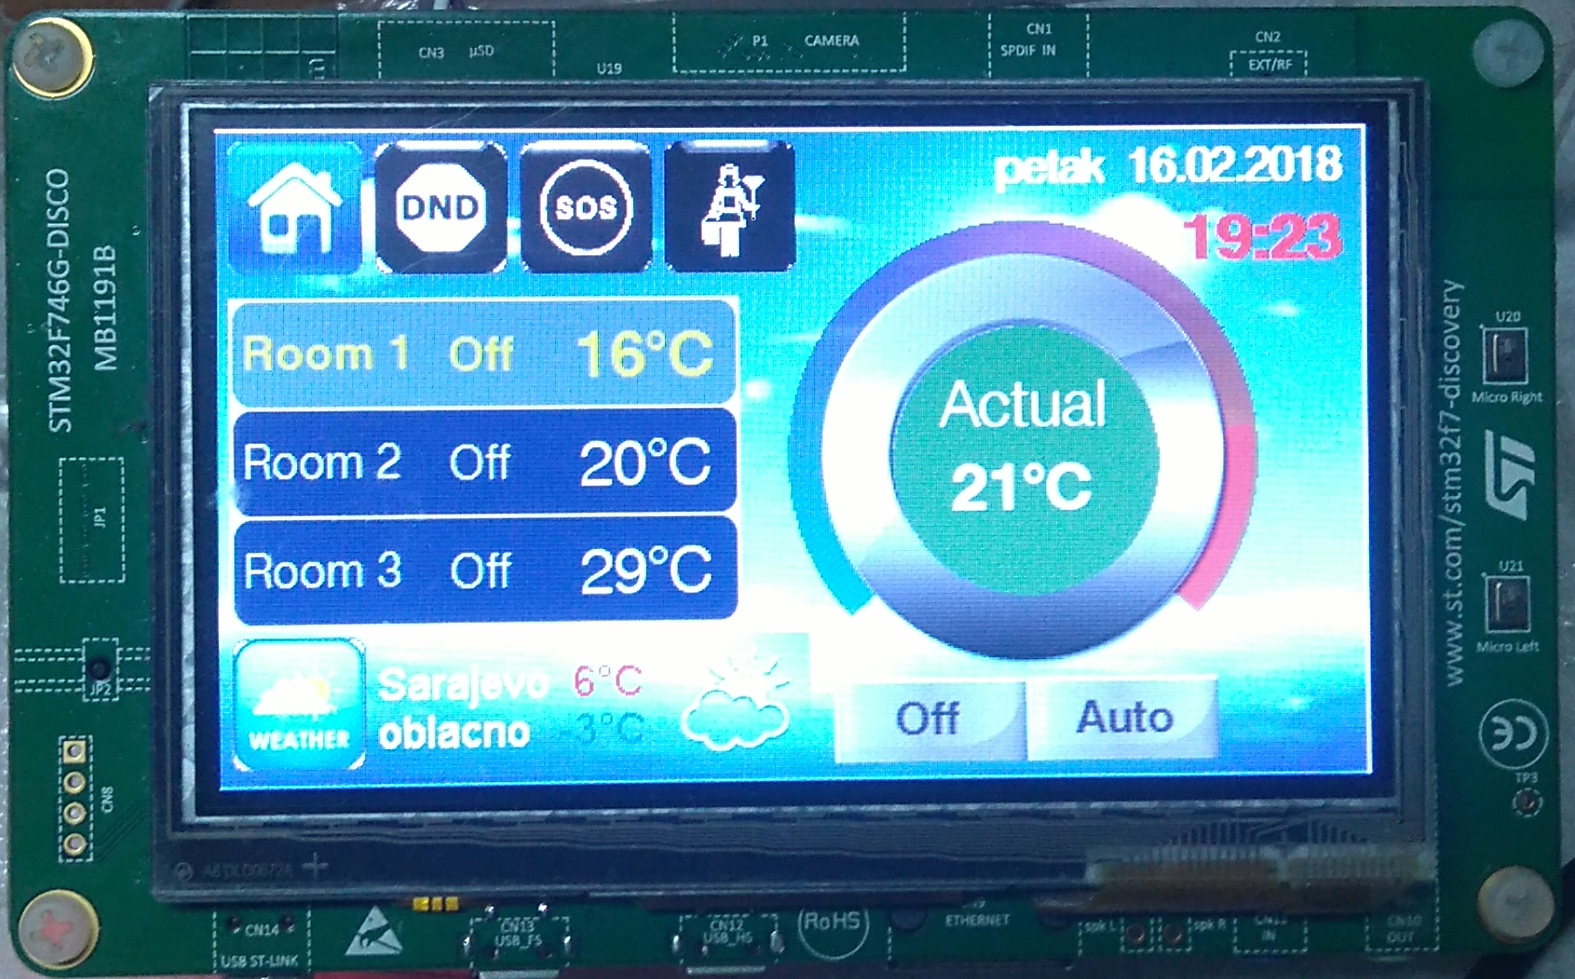 CN3 µSD
U19
P1 CAMERA
CN1
SPDIF IN
CN2
EXT/RF
STM32F746G-DISCO
MB1191B
JP1
JP2
CN8
DND
SOS
petak 16.02.2018
19:23
Room 1 Off 16°C
Room 2 Off 20°C
Room 3 Off 29°C
Actual
21°C
WEATHER
Sarajevo 6°C
oblacno -3°C
Off
Auto
www.st.com/stm32f7-discovery
U20
Micro Right
ST
U21
Micro Left
CE
TP3
CN14
USB ST-LINK
CN13
USB_FS
CN12
USB_HS
RoHS
ETHERNET
spk L
spk R
CN11
IN
CN10
OUT